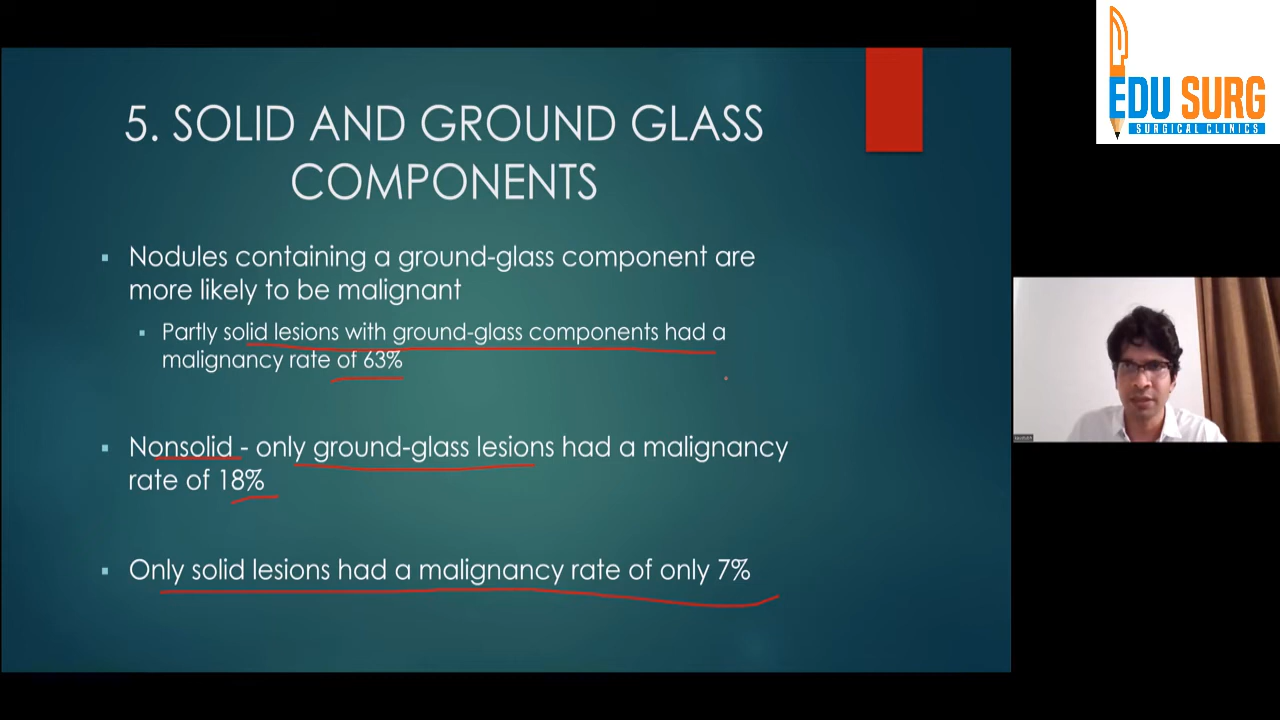 5. SOLID AND GROUND GLASS
COMPONENTS
Nodules containing a ground-glass component are
more likely to be malignant
Partly solid lesions with ground-glass components had a
malignancy rate of 63%
Nonsolid - only ground-glass lesions had a malignancy
rate of 18%
Only solid lesions had a malignancy rate of only 7%
EDU SURG
SURGICAL CLINICS